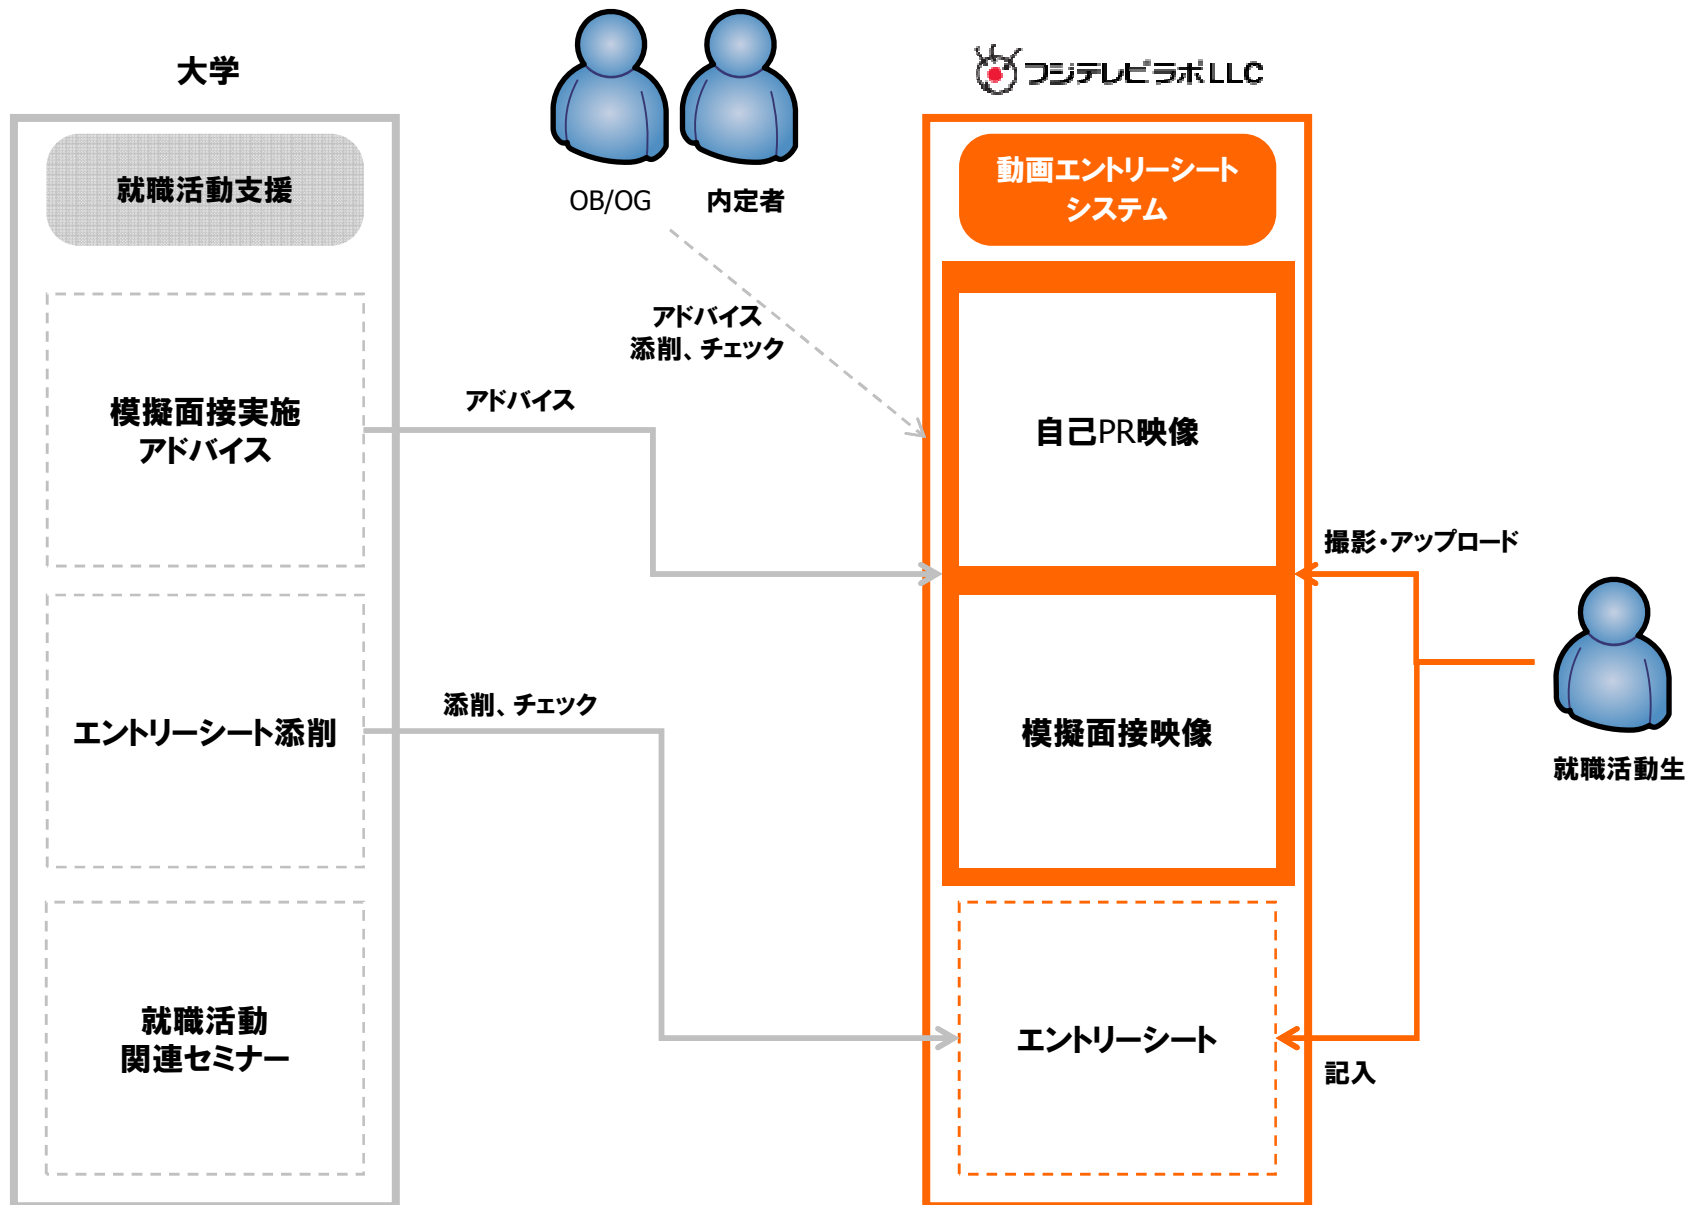 大学
就職活動支援
模擬面接実施
アドバイス
エントリーシート添削
就職活動
関連セミナー
OB/OG
内定者
アドバイス
添削、チェック
アドバイス
添削、チェック
フジテレビラボLLC
動画エントリーシート
システム
自己PR映像
模擬面接映像
エントリーシート
撮影・アップロード
就職活動生
記入